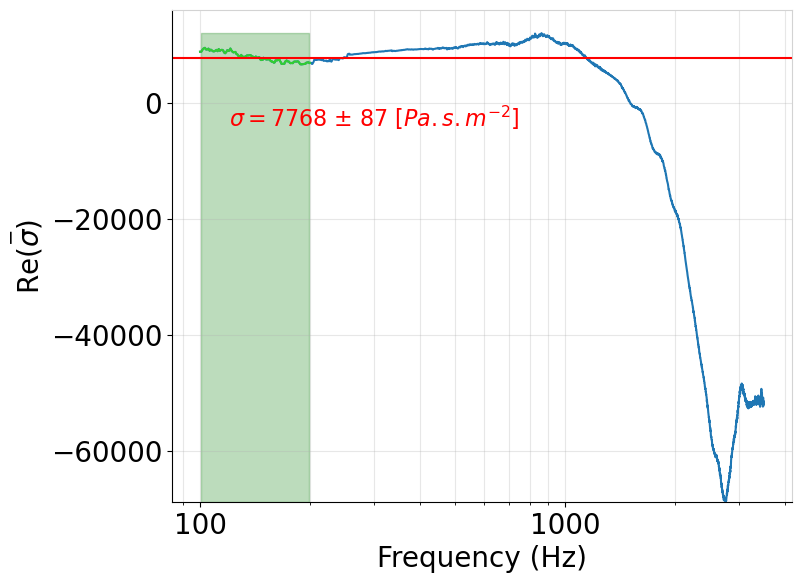 0
−20000
−40000
−60000
Re(σ̄)
σ = 7768 ± 87 [Pa.s.m⁻²]
100
1000
Frequency (Hz)